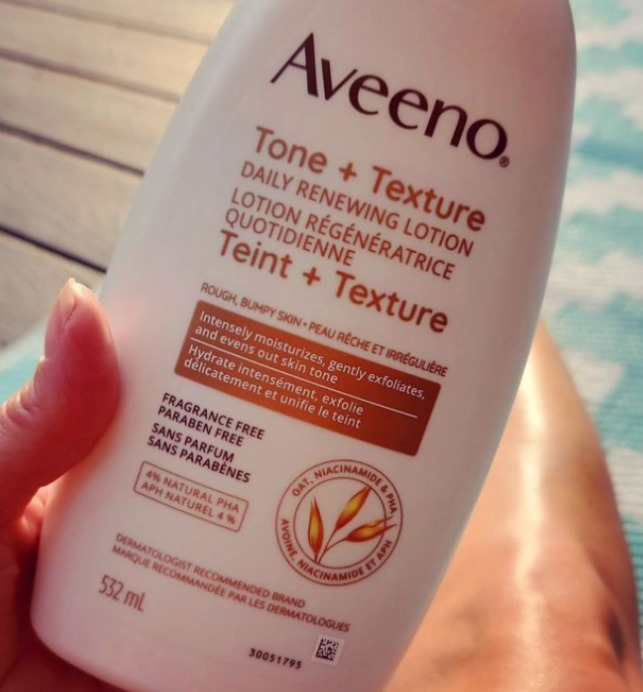 Aveeno®
Tone + Texture
DAILY RENEWING LOTION
LOTION RÉGÉNÉRATRICE
QUOTIDIENNE
Teint + Texture
ROUGH, BUMPY SKIN • PEAU RÊCHE ET IRRÉGULIÈRE
Intensely moisturizes, gently exfoliates,
and evens out skin tone
Hydrate intensément, exfolie
délicatement et unifie le teint
FRAGRANCE FREE
PARABEN FREE
SANS PARFUM
SANS PARABÈNES
4% NATURAL PHA
APH NATUREL 4 %
OAT, NIACINAMIDE & PHA
AVOINE, NIACINAMIDE ET APH
DERMATOLOGIST RECOMMENDED BRAND
MARQUE RECOMMANDÉE PAR LES DERMATOLOGUES
532 mL
30051795